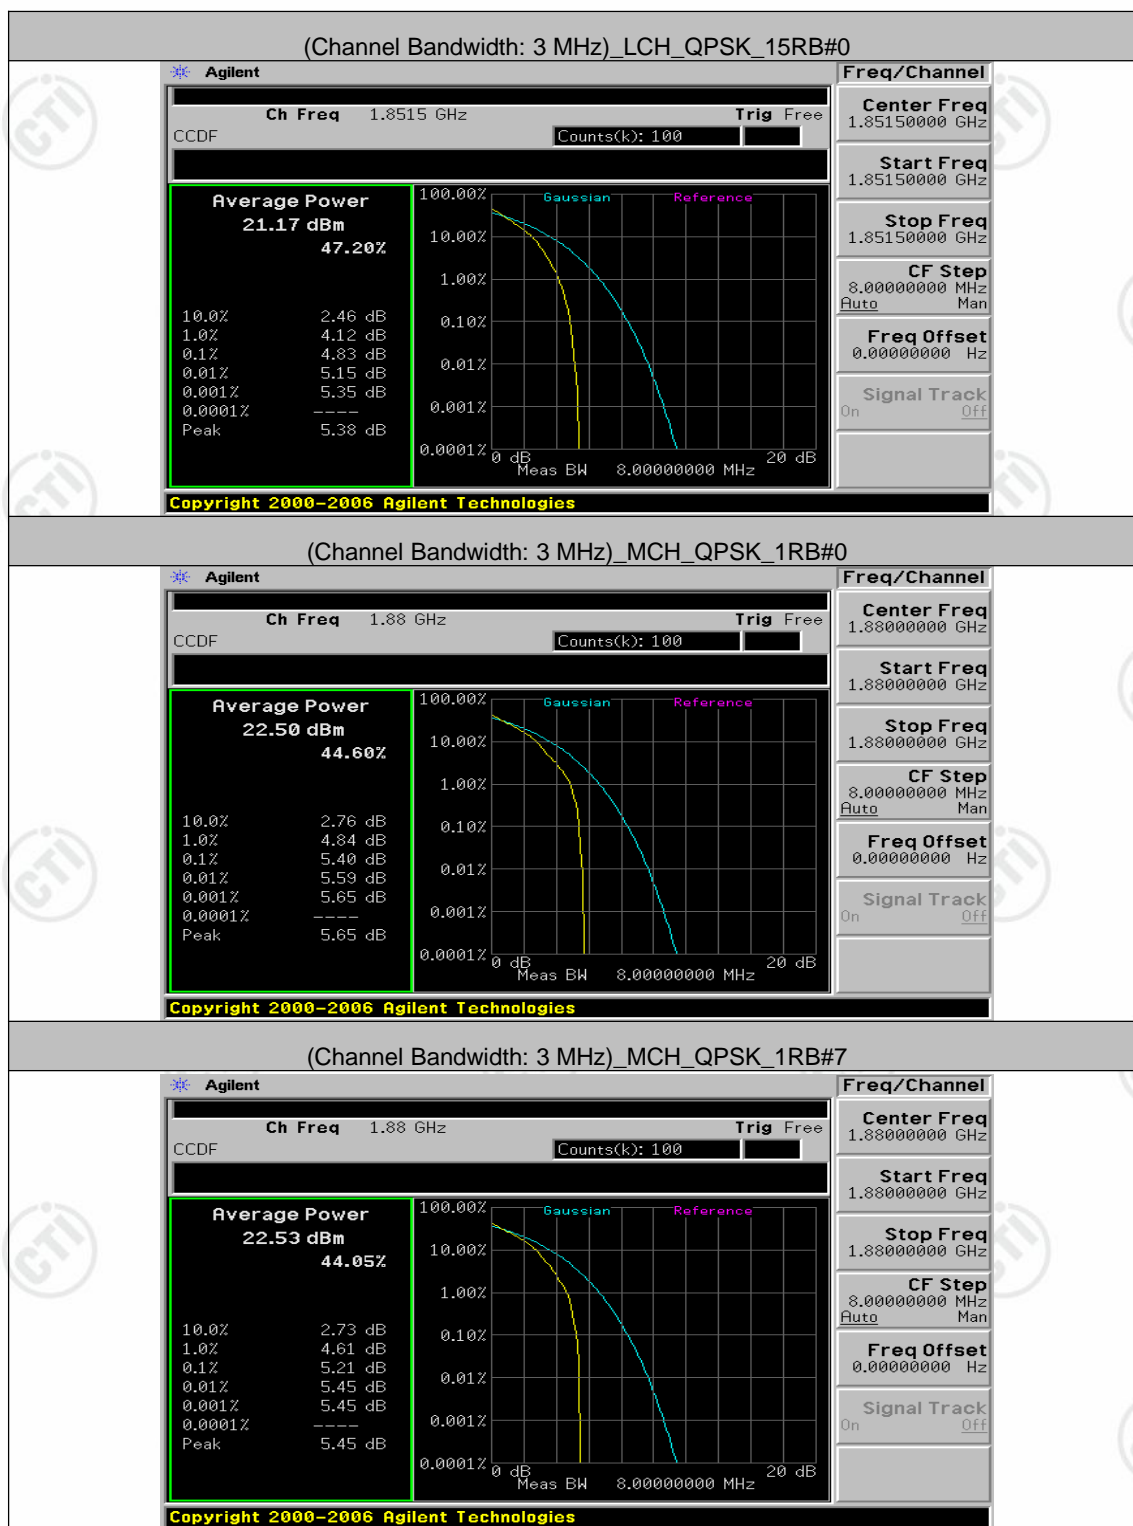 (Channel Bandwidth: 3 MHz)_LCH_QPSK_15RB#0
Agilent
Freq/Channel
Ch Freq 1.8515 GHz
Trig Free
CCDF
Counts(k): 100
Center Freq
1.85150000 GHz
Start Freq
1.85150000 GHz
Stop Freq
1.85150000 GHz
CF Step
8.00000000 MHz
Auto Man
Freq Offset
0.00000000 Hz
Signal Track
On Off
Average Power
21.17 dBm
47.20%
10.0% 2.46 dB
1.0% 4.12 dB
0.1% 4.83 dB
0.01% 5.15 dB
0.001% 5.35 dB
0.0001% ----
Peak 5.38 dB
Gaussian Reference
100.00%
10.00%
1.00%
0.10%
0.01%
0.001%
0.0001%
0 dB 20 dB
Meas BW 8.00000000 MHz
Copyright 2000-2006 Agilent Technologies
(Channel Bandwidth: 3 MHz)_MCH_QPSK_1RB#0
Agilent
Freq/Channel
Ch Freq 1.88 GHz
Trig Free
CCDF
Counts(k): 100
Center Freq
1.88000000 GHz
Start Freq
1.88000000 GHz
Stop Freq
1.88000000 GHz
CF Step
8.00000000 MHz
Auto Man
Freq Offset
0.00000000 Hz
Signal Track
On Off
Average Power
22.50 dBm
44.60%
10.0% 2.76 dB
1.0% 4.84 dB
0.1% 5.40 dB
0.01% 5.59 dB
0.001% 5.65 dB
0.0001% ----
Peak 5.65 dB
Gaussian Reference
100.00%
10.00%
1.00%
0.10%
0.01%
0.001%
0.0001%
0 dB 20 dB
Meas BW 8.00000000 MHz
Copyright 2000-2006 Agilent Technologies
(Channel Bandwidth: 3 MHz)_MCH_QPSK_1RB#7
Agilent
Freq/Channel
Ch Freq 1.88 GHz
Trig Free
CCDF
Counts(k): 100
Center Freq
1.88000000 GHz
Start Freq
1.88000000 GHz
Stop Freq
1.88000000 GHz
CF Step
8.00000000 MHz
Auto Man
Freq Offset
0.00000000 Hz
Signal Track
On Off
Average Power
22.53 dBm
44.05%
10.0% 2.73 dB
1.0% 4.61 dB
0.1% 5.21 dB
0.01% 5.45 dB
0.001% 5.45 dB
0.0001% ----
Peak 5.45 dB
Gaussian Reference
100.00%
10.00%
1.00%
0.10%
0.01%
0.001%
0.0001%
0 dB 20 dB
Meas BW 8.00000000 MHz
Copyright 2000-2006 Agilent Technologies
CTI
CTI
CTI
CTI
CTI
CTI
CTI
CTI